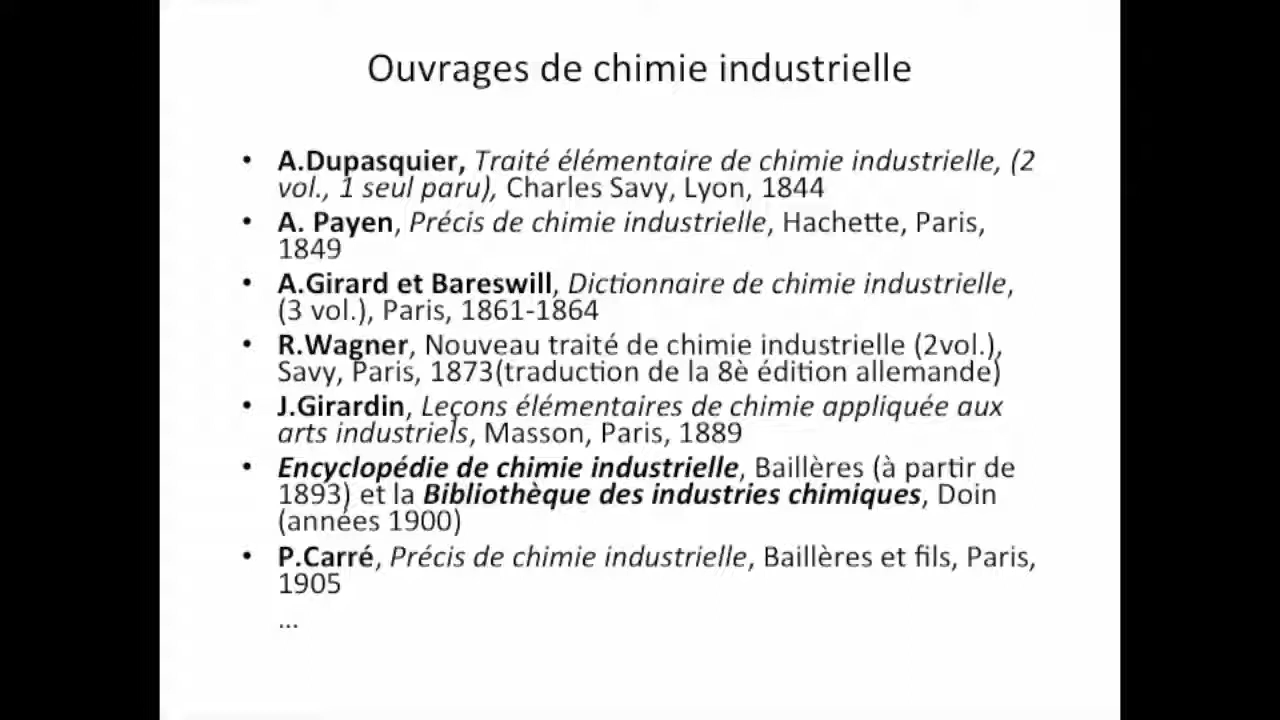 Ouvrages de chimie industrielle
• A.Dupasquier, Traité élémentaire de chimie industrielle, (2
vol., 1 seul paru), Charles Savy, Lyon, 1844
• A. Payen, Précis de chimie industrielle, Hachette, Paris,
1849
• A.Girard et Bareswill, Dictionnaire de chimie industrielle,
(3 vol.), Paris, 1861-1864
• R.Wagner, Nouveau traité de chimie industrielle (2vol.),
Savy, Paris, 1873(traduction de la 8è édition allemande)
• J.Girardin, Leçons élémentaires de chimie appliquée aux
arts industriels, Masson, Paris, 1889
• Encyclopédie de chimie industrielle, Baillères (à partir de
1893) et la Bibliothèque des industries chimiques, Doin
(années 1900)
• P.Carré, Précis de chimie industrielle, Baillères et fils, Paris,
1905
…